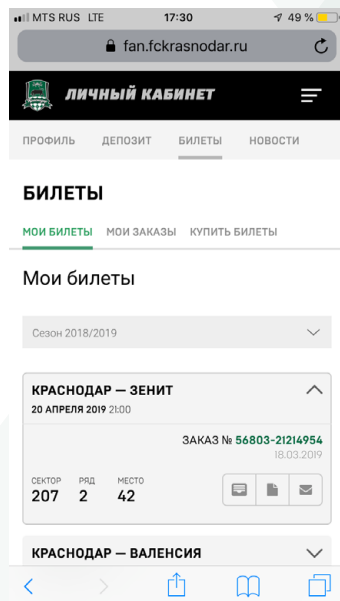 MTS RUS LTE 17:30 49 %
fan.fckrasnodar.ru
ЛИЧНЫЙ КАБИНЕТ
ПРОФИЛЬ ДЕПОЗИТ БИЛЕТЫ НОВОСТИ
БИЛЕТЫ
МОИ БИЛЕТЫ МОИ ЗАКАЗЫ КУПИТЬ БИЛЕТЫ
Мои билеты
Сезон 2018/2019
КРАСНОДАР — ЗЕНИТ
20 АПРЕЛЯ 2019 21:00
ЗАКАЗ № 56803-21214954
18.03.2019
СЕКТОР РЯД МЕСТО
207 2 42
КРАСНОДАР — ВАЛЕНСИЯ